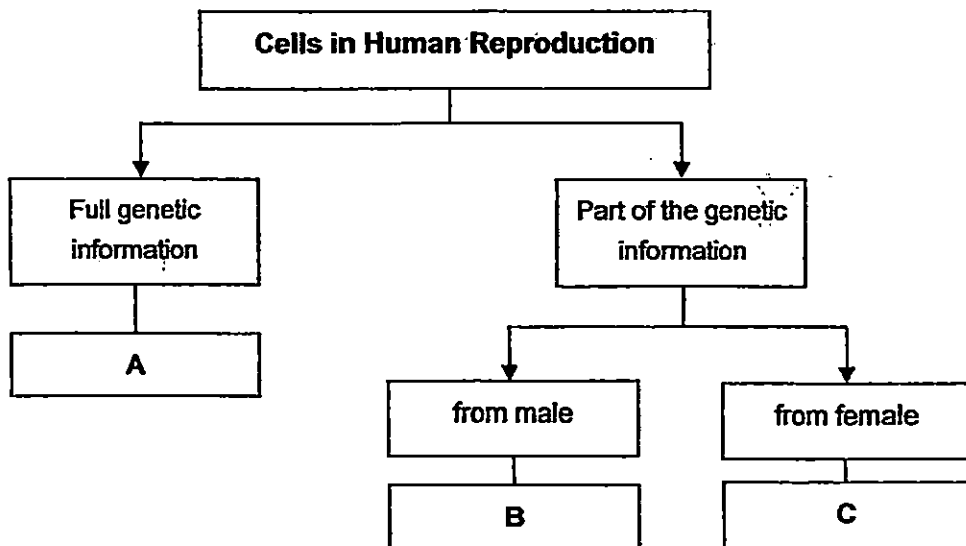 Cells in Human Reproduction
Full genetic
information
Part of the genetic
information
A
from male
from female
B
C